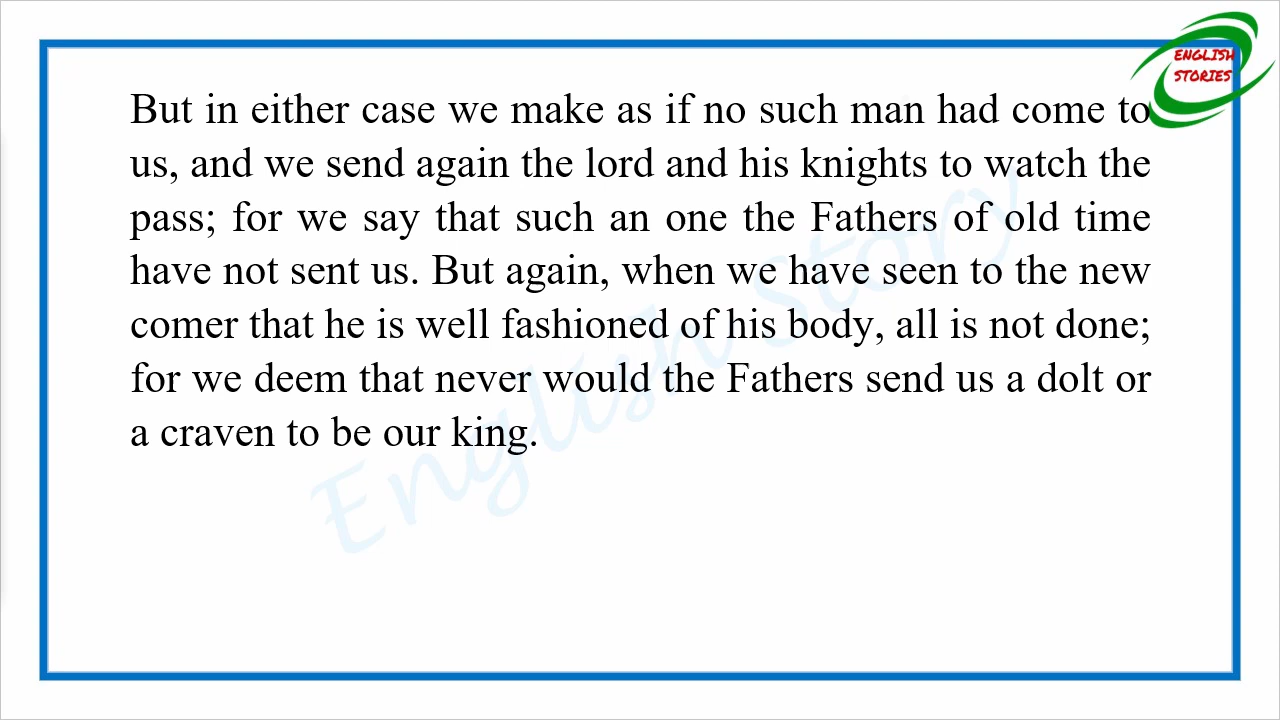 ENGLISH
STORIES
But in either case we make as if no such man had come to
us, and we send again the lord and his knights to watch the
pass; for we say that such an one the Fathers of old time
have not sent us. But again, when we have seen to the new
comer that he is well fashioned of his body, all is not done;
for we deem that never would the Fathers send us a dolt or
a craven to be our king.
English Story